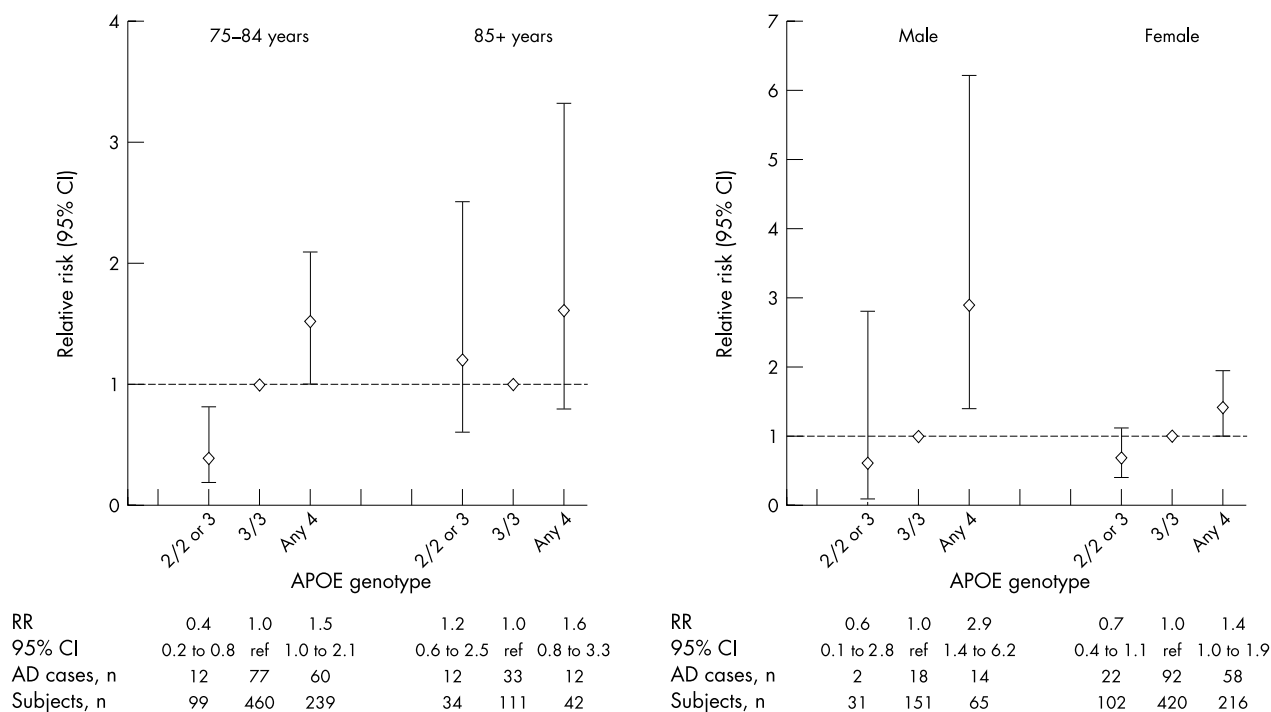 4
75–84 years
85+ years
3
2
1
0
Relative risk (95% CI)
2/2 or 3
3/3
Any 4
2/2 or 3
3/3
Any 4
APOE genotype
RR 0.4 1.0 1.5 1.2 1.0 1.6
95% CI 0.2 to 0.8 ref 1.0 to 2.1 0.6 to 2.5 ref 0.8 to 3.3
AD cases, n 12 77 60 12 33 12
Subjects, n 99 460 239 34 111 42
7
Male
Female
6
5
4
3
2
1
0
Relative risk (95% CI)
2/2 or 3
3/3
Any 4
2/2 or 3
3/3
Any 4
APOE genotype
RR 0.6 1.0 2.9 0.7 1.0 1.4
95% CI 0.1 to 2.8 ref 1.4 to 6.2 0.4 to 1.1 ref 1.0 to 1.9
AD cases, n 2 18 14 22 92 58
Subjects, n 31 151 65 102 420 216